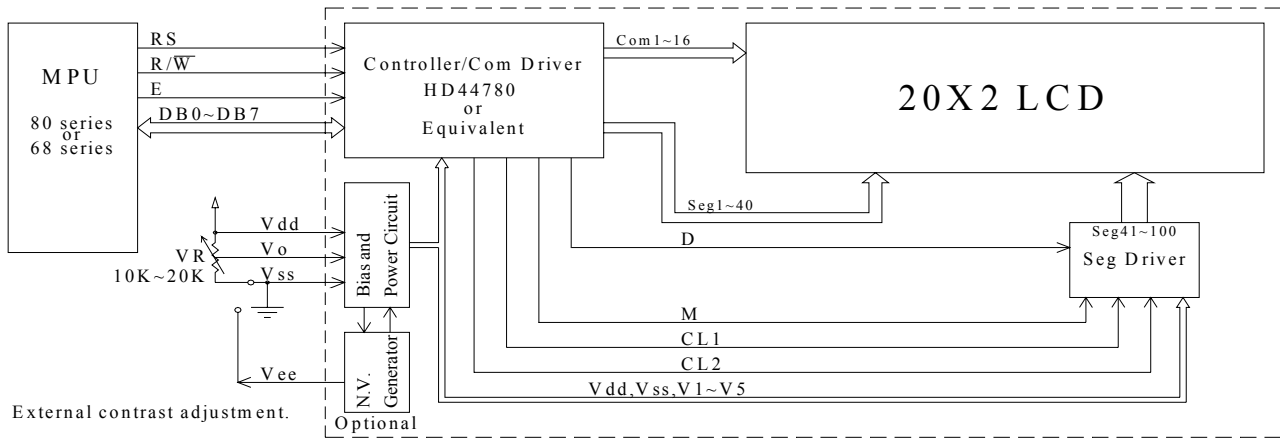 MPU
80 series
or
68 series
RS
R/W̅
E
DB0~DB7
Controller/Com Driver
HD44780
or
Equivalent
Com1~16
20X2 LCD
Seg1~40
D
Seg41~100
Seg Driver
M
CL1
CL2
Vdd,Vss,V1~V5
Vdd
Vo
VR
10K~20K
Vss
Bias and
Power Circuit
N.V.
Generator
Vee
Optional
External contrast adjustment.